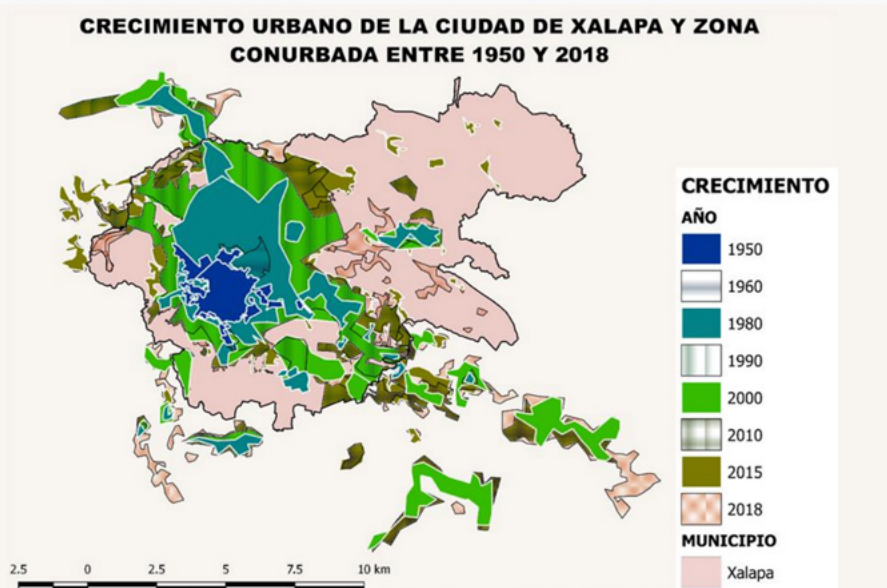 CRECIMIENTO URBANO DE LA CIUDAD DE XALAPA Y ZONA
CONURBADA ENTRE 1950 Y 2018
CRECIMIENTO
AÑO
1950
1960
1980
1990
2000
2010
2015
2018
MUNICIPIO
Xalapa
2.5 0 2.5 5 7.5 10 km